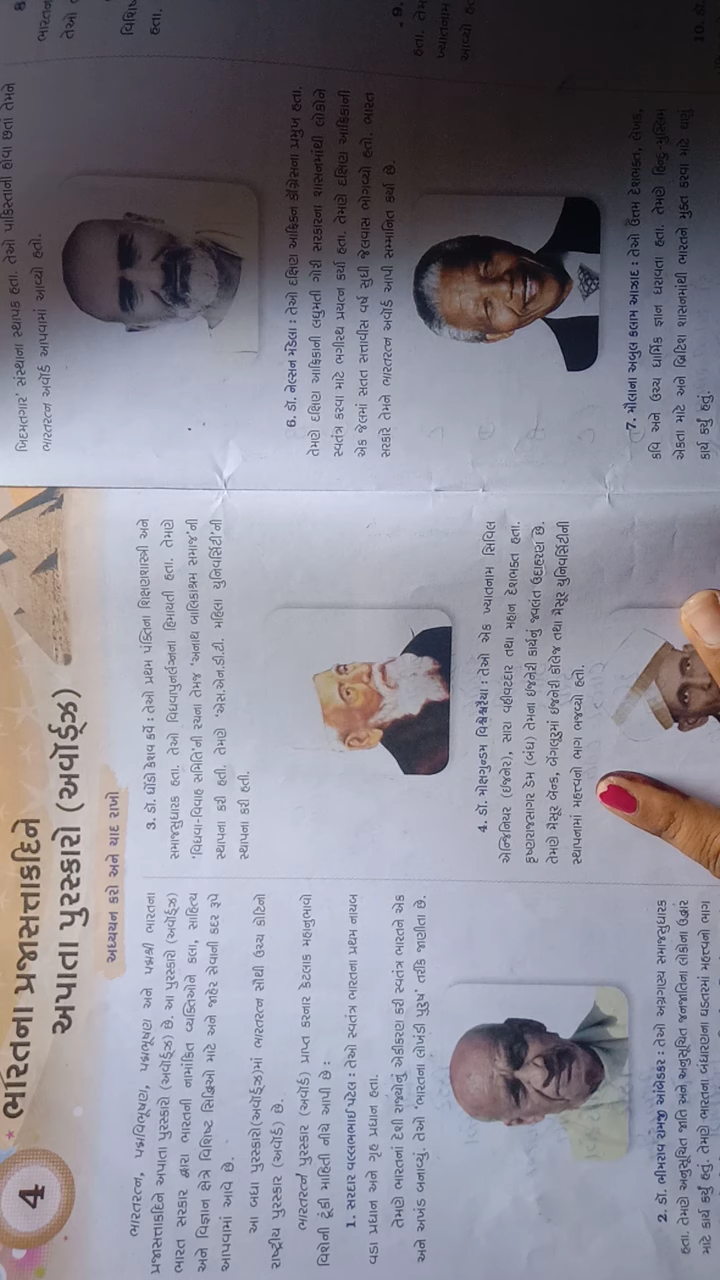 4
ભારતના પ્રજાસત્તાકદિને
અપાતા પુરસ્કારો (અવૉર્ડ્ઝ)
અધ્યયન કરો અને યાદ રાખો
ભારતરત્ન, પદ્મવિભૂષણ, પદ્મભૂષણ અને પદ્મશ્રી ભારતના
પ્રજાસત્તાકદિને અપાતા પુરસ્કારો (અવૉર્ડ્ઝ) છે. આ પુરસ્કારો (અવૉર્ડ્ઝ)
ભારત સરકાર દ્વારા ભારતની નામાંકિત વ્યક્તિઓને કલા, સાહિત્ય
અને વિજ્ઞાન ક્ષેત્રે વિશિષ્ટ સિદ્ધિઓ માટે અને જાહેર સેવાની કદર રૂપે
આપવામાં આવે છે.
આ બધા પુરસ્કારો(અવૉર્ડ્ઝ)માં ભારતરત્ન સૌથી ઉચ્ચ કોટિનો
રાષ્ટ્રીય પુરસ્કાર (અવૉર્ડ) છે.
ભારતરત્ન પુરસ્કાર (અવૉર્ડ) પ્રાપ્ત કરનાર કેટલાક મહાનુભાવો
વિશેની ટૂંકી માહિતી નીચે આપી છે :
1. સરદાર વલ્લભભાઈ પટેલ : તેઓ સ્વતંત્ર ભારતના પ્રથમ નાયબ
વડા પ્રધાન અને ગૃહ પ્રધાન હતા.
તેમણે ભારતનાં દેશી રાજ્યોનું એકીકરણ કરી સ્વતંત્ર ભારતને એક
અને અખંડ બનાવ્યું. તેઓ 'ભારતના લોખંડી પુરુષ' તરીકે જાણીતા છે.
2. ડૉ. ભીમરાવ રામજી આંબેડકર : તેઓ અગ્રગણ્ય સમાજસુધારક
હતા. તેમણે અનુસૂચિત જાતિ અને અનુસૂચિત જનજાતિના લોકોના ઉદ્ધાર
માટે કાર્ય કર્યું હતું. તેમણે ભારતના બંધારણના ઘડતરમાં મહત્ત્વનો ભાગ
3. ડૉ. ધોંડો કેશવ કર્વે : તેઓ પ્રથમ પંક્તિના શિક્ષણશાસ્ત્રી અને
સમાજસુધારક હતા. તેઓ વિધવાપુનર્લગ્નના હિમાયતી હતા. તેમણે
'વિધવા-વિવાહ સમિતિ'ની રચના તેમજ 'અનાથ બાલિકાશ્રમ સમાજ'ની
સ્થાપના કરી હતી. તેમણે 'એસ.એન.ડી.ટી. મહિલા યુનિવર્સિટી'ની
સ્થાપના કરી હતી.
4. ડૉ. મોક્ષગુન્ડમ વિશ્વેશ્વરૈયા : તેઓ એક ખ્યાતનામ સિવિલ
એન્જિનિયર (ઇજનેર), સારા વહીવટદાર તથા મહાન દેશભક્ત હતા.
કૃષ્ણરાજસાગર ડેમ (બંધ) તેમના ઇજનેરી કાર્યનું જ્વલંત ઉદાહરણ છે.
તેમણે મૈસૂર બૅન્ક, બેંગલૂરુમાં ઇજનેરી કૉલેજ તથા મૈસૂર યુનિવર્સિટીની
સ્થાપનામાં મહત્ત્વનો ભાગ ભજવ્યો હતો.
ખિદમતગાર' સંસ્થાના સ્થાપક હતા. તેઓ પાકિસ્તાની હોવા છતાં તેમને
ભારતરત્ન અવૉર્ડ આપવામાં આવ્યો હતો.
6. ડૉ. નેલ્સન મંડેલા : તેઓ દક્ષિણ આફ્રિકન કૉંગ્રેસના પ્રમુખ હતા.
તેમણે દક્ષિણ આફ્રિકાની લઘુમતી ગોરી સરકારના શાસનમાંથી લોકોને
સ્વતંત્ર કરવા માટે ભગીરથ પ્રયત્ન કર્યા હતા. તેમણે દક્ષિણ આફ્રિકાની
એક જેલમાં સતત સત્તાવીસ વર્ષ સુધી જેલવાસ ભોગવ્યો હતો. ભારત
સરકારે તેમને ભારતરત્ન અવૉર્ડ આપી સમ્માનિત કર્યા છે.
7. મૌલાના અબુલ કલામ આઝાદ : તેઓ ઉત્તમ દેશભક્ત, લેખક,
કવિ અને ઉચ્ચ ધાર્મિક જ્ઞાન ધરાવતા હતા. તેમણે હિન્દુ-મુસ્લિમ
એકતા માટે અને બ્રિટિશ શાસનમાંથી ભારતને મુક્ત કરવા માટે ઘણું
કાર્ય કર્યું હતું.
8
ભારતન
તેઓ
વિશિષ
હતા.
9.
હતા. તેમ
ખ્યાતનામ
આવ્યો હ
10. ડૉ.